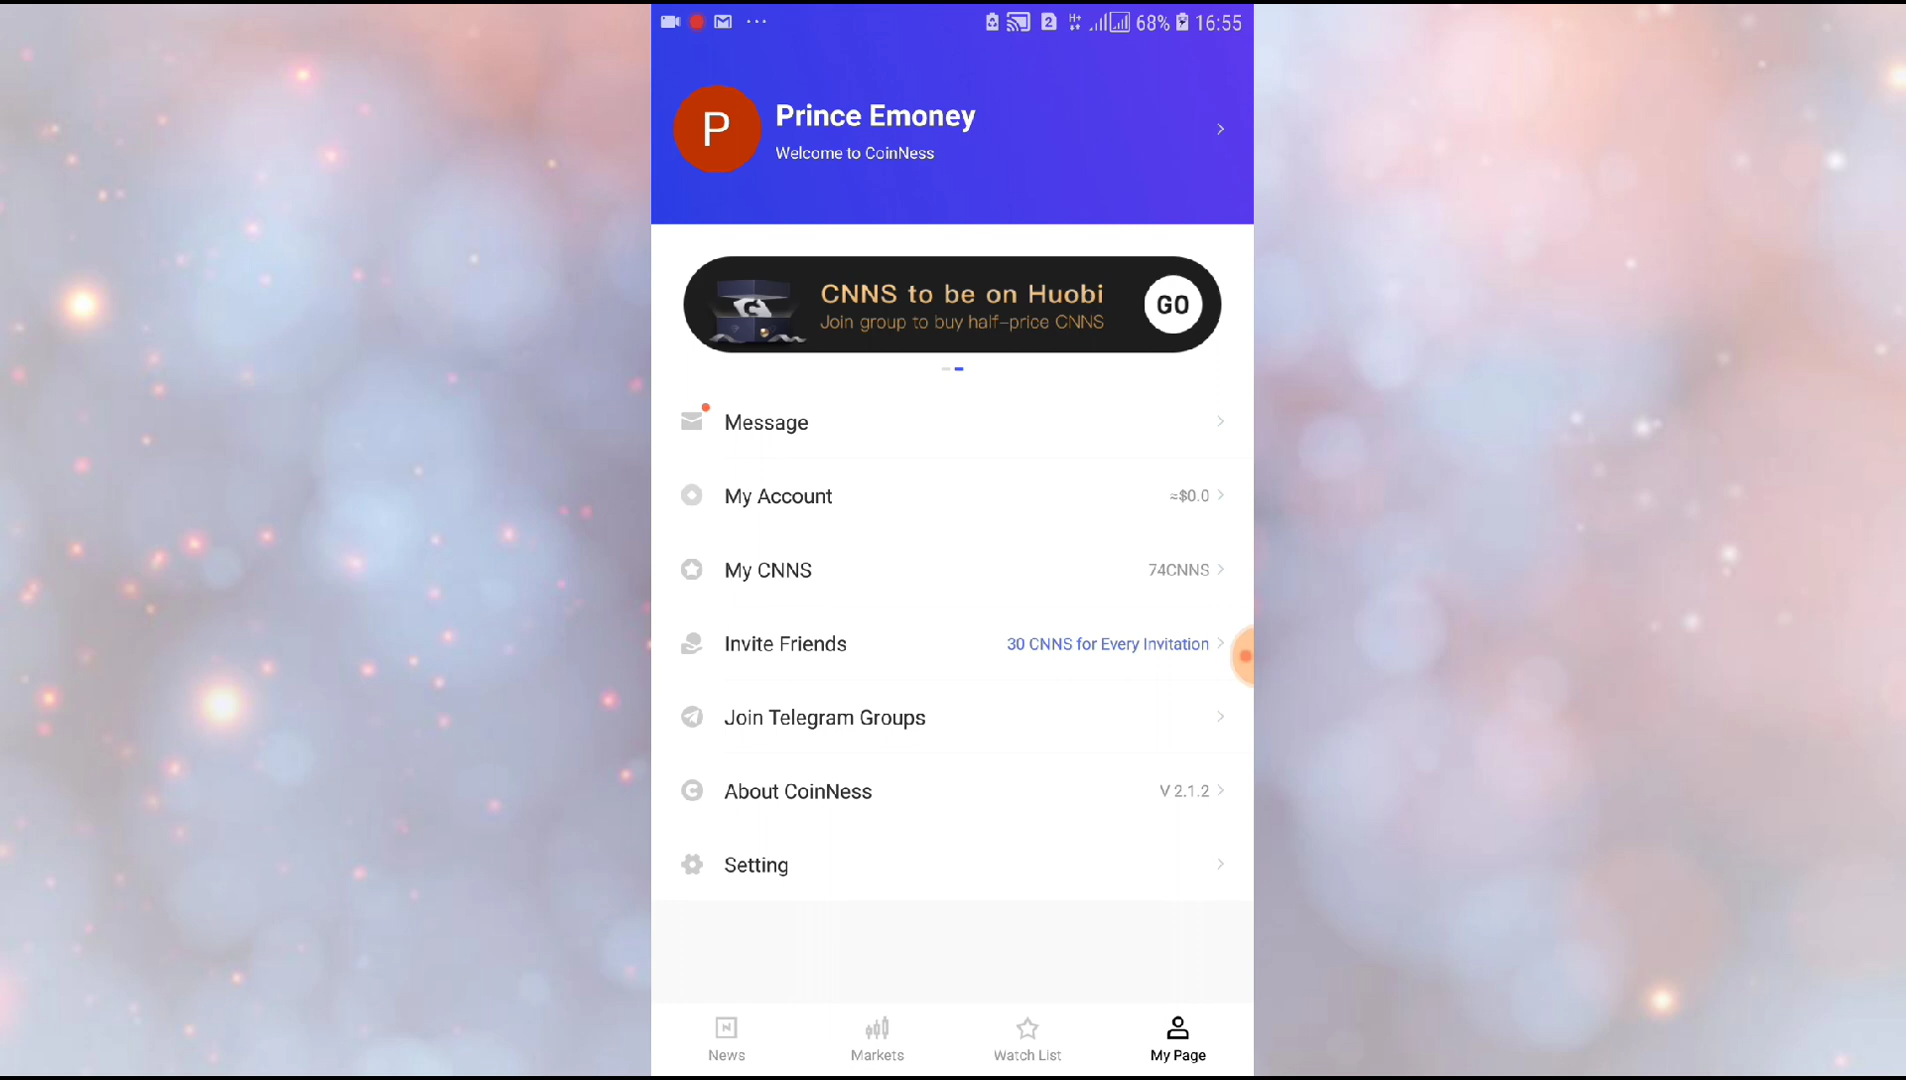 2 H+ 68% 16:55
P
Prince Emoney
Welcome to CoinNess
CNNS to be on Huobi
Join group to buy half-price CNNS
GO
Message
My Account ≈$0.0
My CNNS 74CNNS
Invite Friends 30 CNNS for Every Invitation
Join Telegram Groups
About CoinNess V 2.1.2
Setting
News Markets Watch List My Page